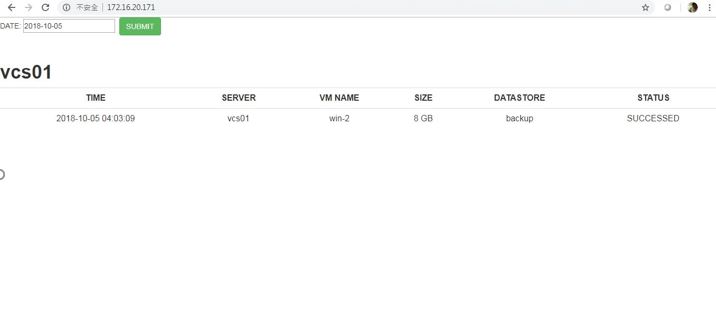 不安全 172.16.20.171
DATE: 2018-10-05 SUBMIT
vcs01
TIME SERVER VM NAME SIZE DATASTORE STATUS
2018-10-05 04:03:09 vcs01 win-2 8 GB backup SUCCESSED